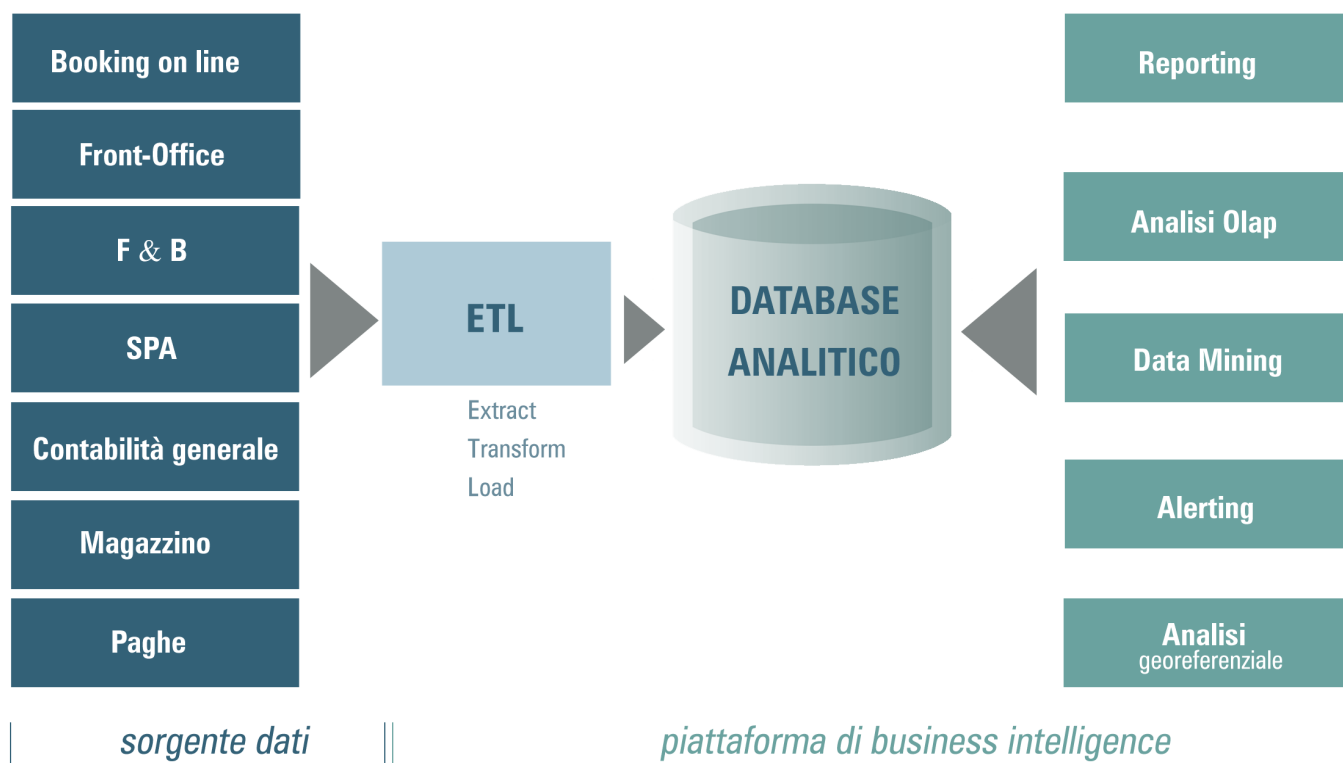 Booking on line
Front-Office
F & B
SPA
Contabilità generale
Magazzino
Paghe
ETL
Extract
Transform
Load
DATABASE
ANALITICO
Reporting
Analisi Olap
Data Mining
Alerting
Analisi
georeferenziale
sorgente dati
piattaforma di business intelligence